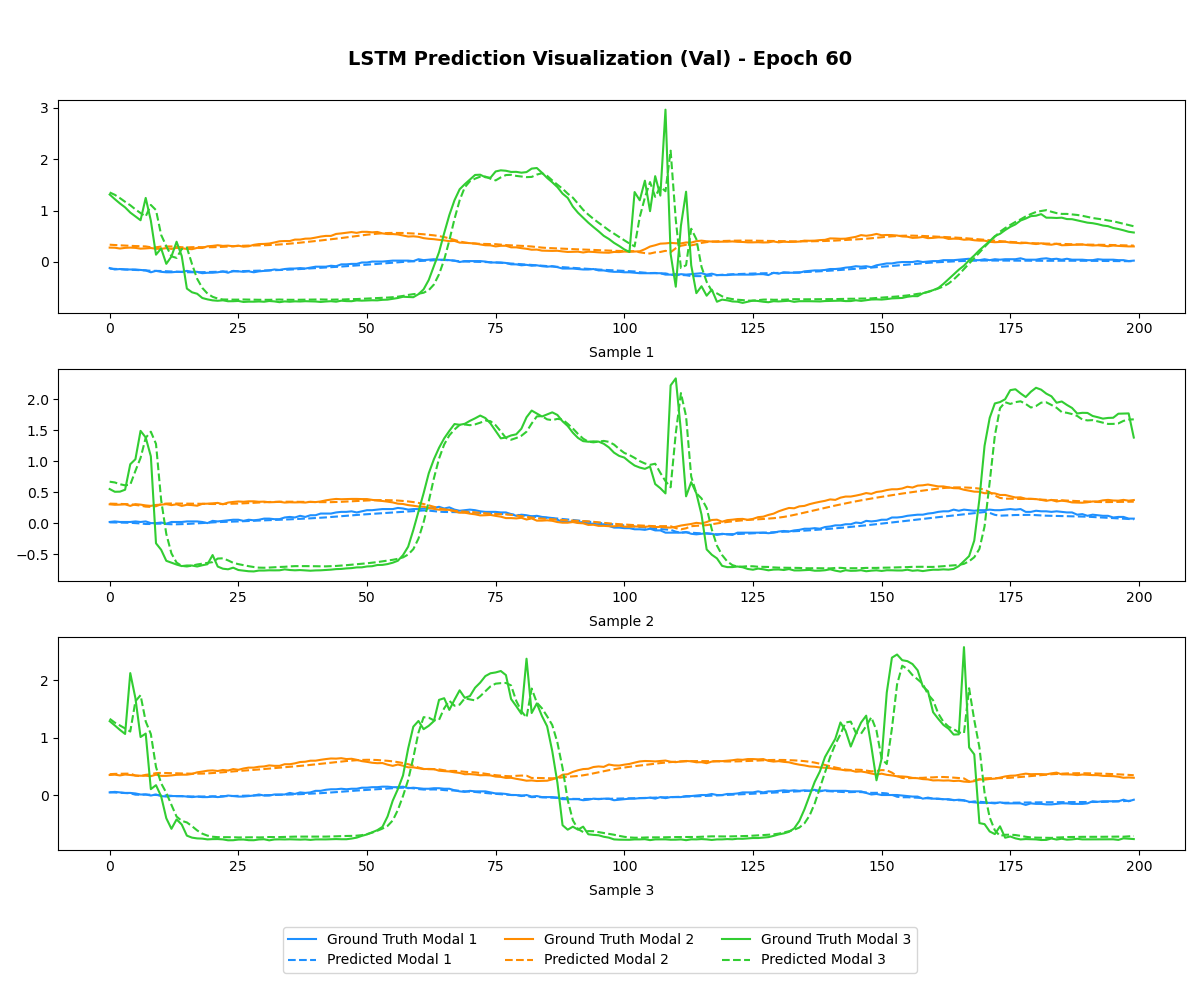 LSTM Prediction Visualization (Val) - Epoch 60
3
2
1
0
0 25 50 75 100 125 150 175 200
Sample 1
2.0
1.5
1.0
0.5
0.0
−0.5
0 25 50 75 100 125 150 175 200
Sample 2
2
1
0
0 25 50 75 100 125 150 175 200
Sample 3
Ground Truth Modal 1 Ground Truth Modal 2 Ground Truth Modal 3
Predicted Modal 1 Predicted Modal 2 Predicted Modal 3